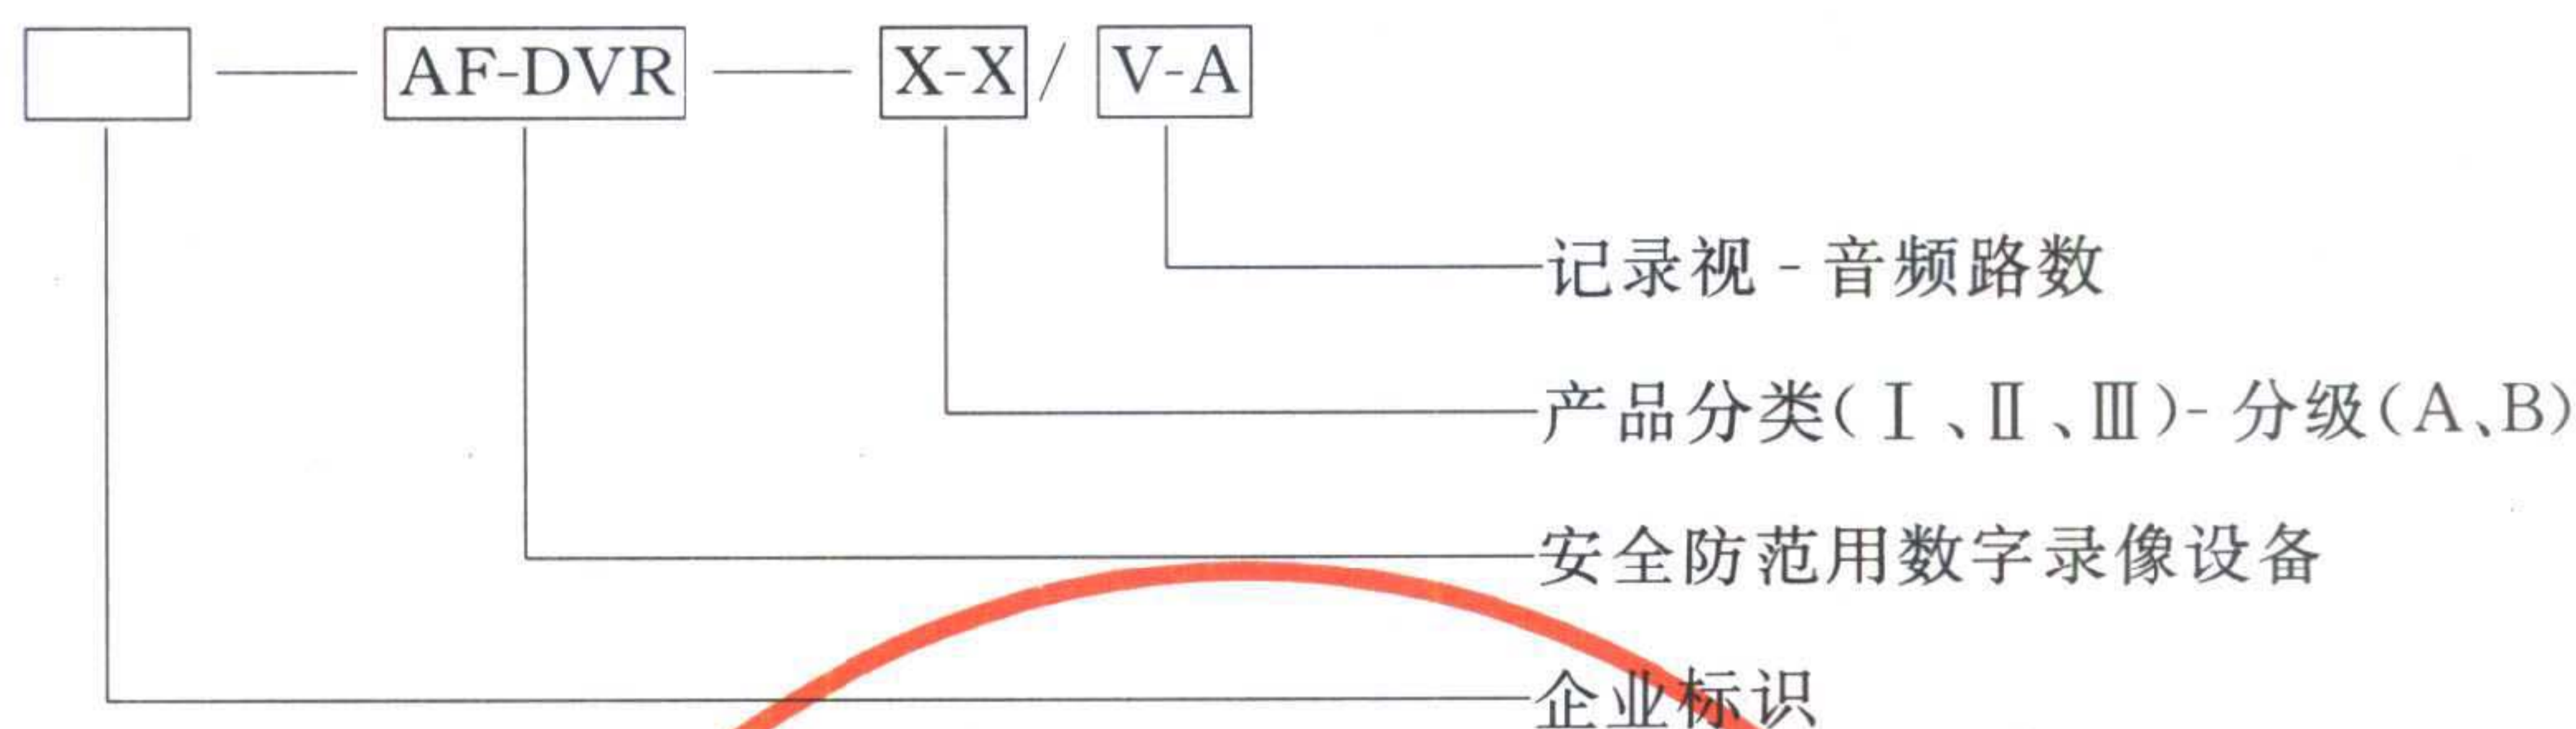 AF-DVR X-X / V-A
记录视-音频路数
产品分类(Ⅰ、Ⅱ、Ⅲ)-分级(A、B)
安全防范用数字录像设备
企业标识